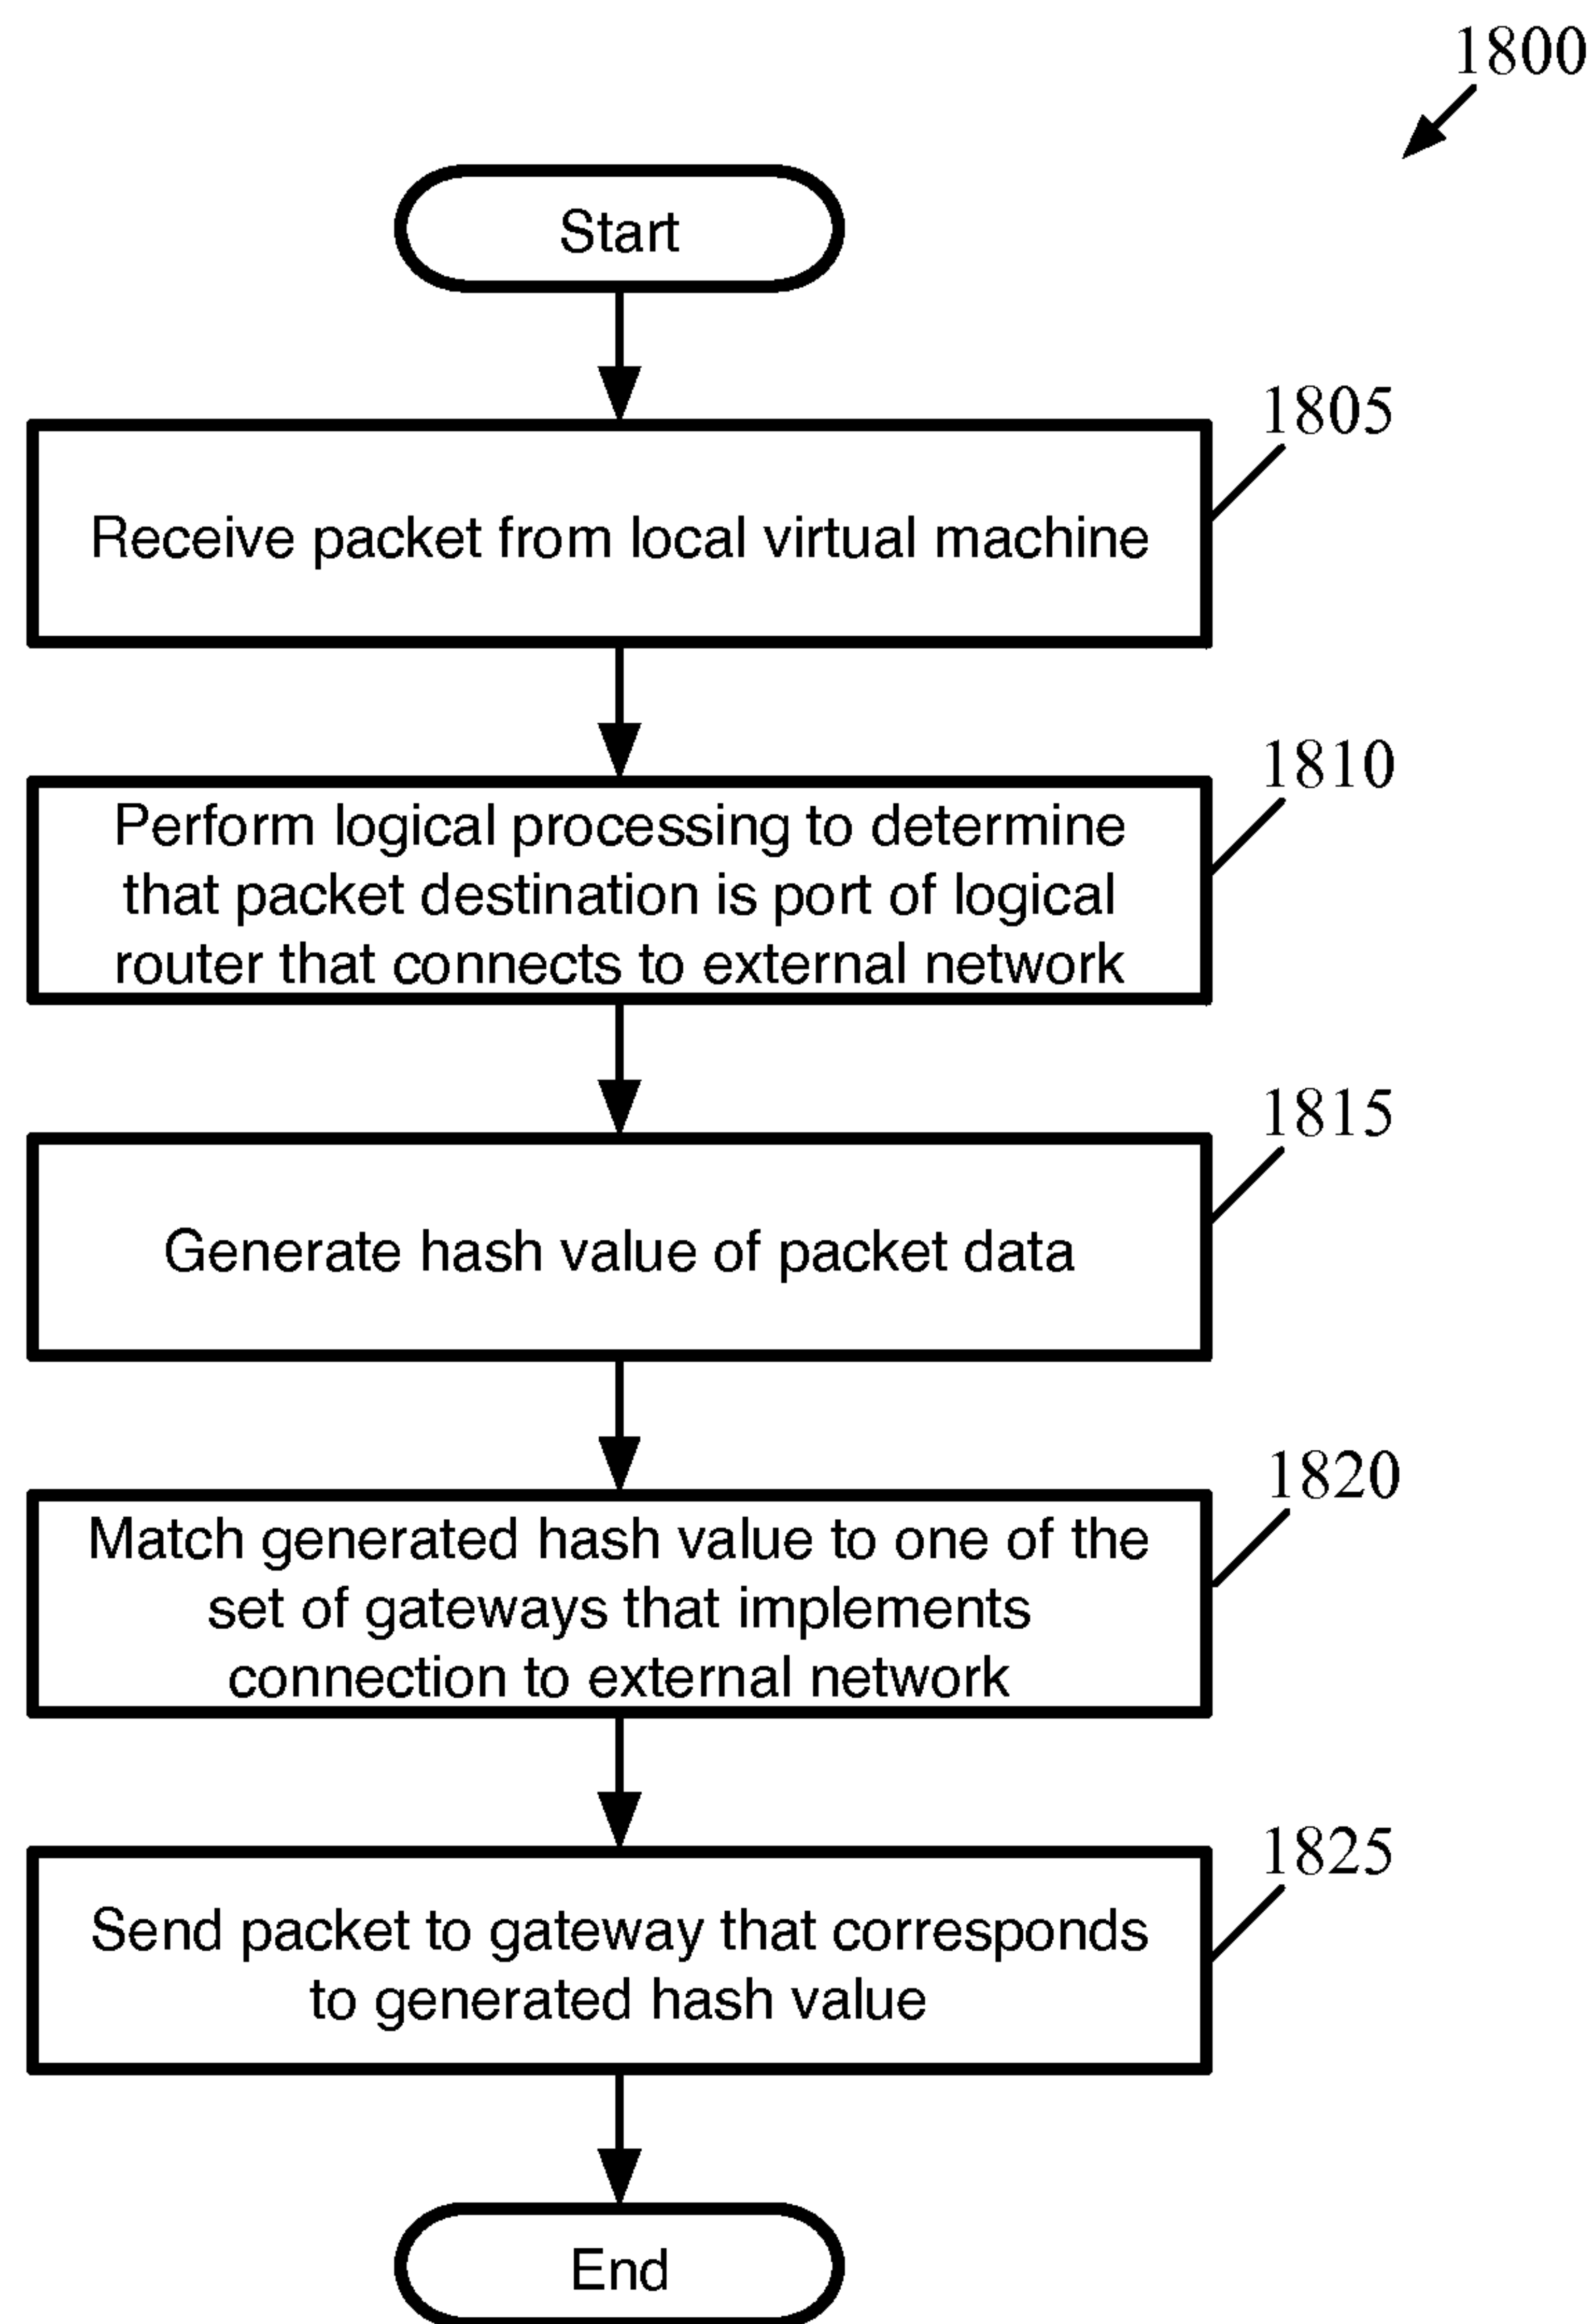 1800
Start
1805
Receive packet from local virtual machine
1810
Perform logical processing to determine
that packet destination is port of logical
router that connects to external network
1815
Generate hash value of packet data
1820
Match generated hash value to one of the
set of gateways that implements
connection to external network
1825
Send packet to gateway that corresponds
to generated hash value
End